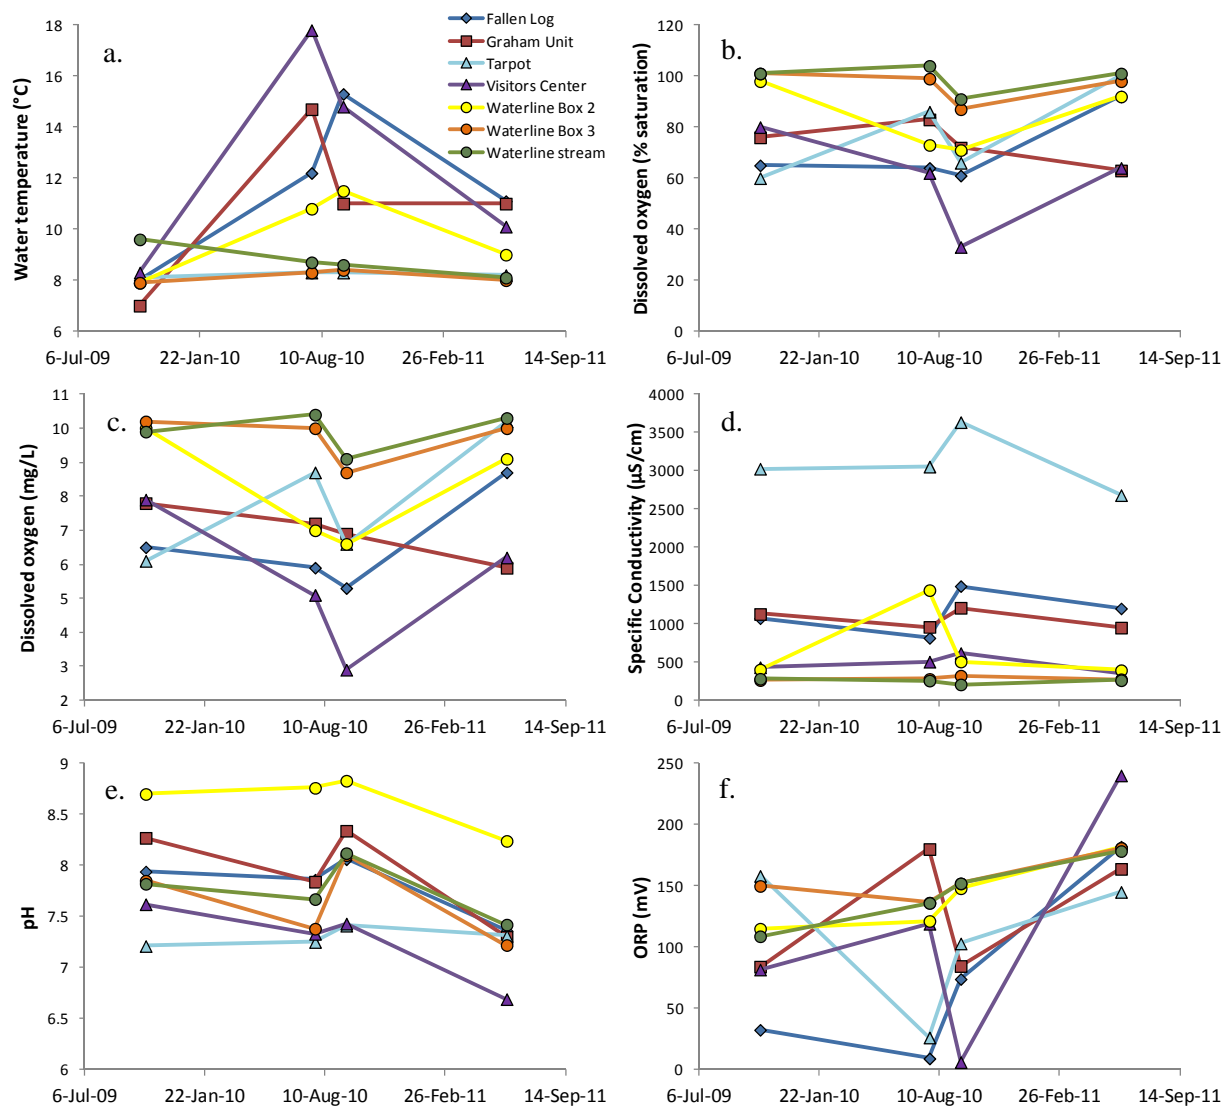 a.
Water temperature (°C)
18
16
14
12
10
8
6
6-Jul-09 22-Jan-10 10-Aug-10 26-Feb-11 14-Sep-11
Fallen Log
Graham Unit
Tarpot
Visitors Center
Waterline Box 2
Waterline Box 3
Waterline stream
b.
Dissolved oxygen (% saturation)
120
100
80
60
40
20
0
6-Jul-09 22-Jan-10 10-Aug-10 26-Feb-11 14-Sep-11
c.
Dissolved oxygen (mg/L)
11
10
9
8
7
6
5
4
3
2
6-Jul-09 22-Jan-10 10-Aug-10 26-Feb-11 14-Sep-11
d.
Specific Conductivity (µS/cm)
4000
3500
3000
2500
2000
1500
1000
500
0
6-Jul-09 22-Jan-10 10-Aug-10 26-Feb-11 14-Sep-11
e.
pH
9
8.5
8
7.5
7
6.5
6
6-Jul-09 22-Jan-10 10-Aug-10 26-Feb-11 14-Sep-11
f.
ORP (mV)
250
200
150
100
50
0
6-Jul-09 22-Jan-10 10-Aug-10 26-Feb-11 14-Sep-11